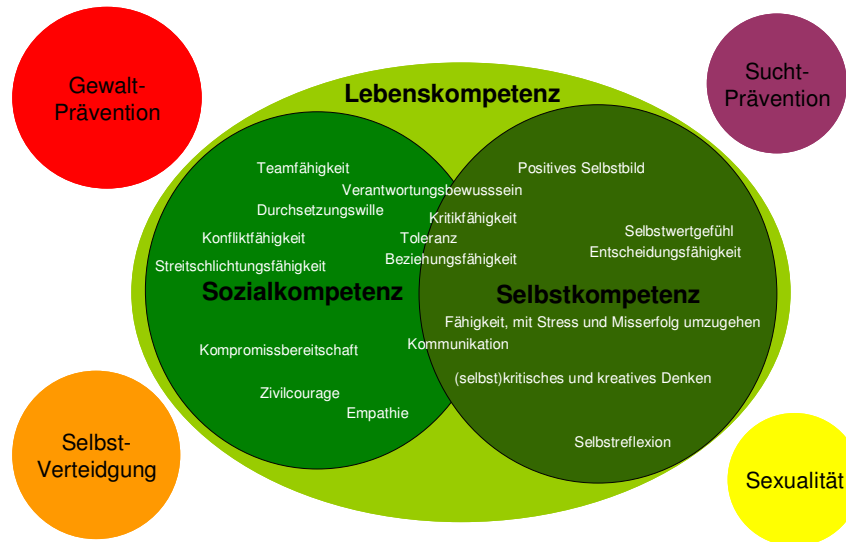 Gewalt-
Prävention
Sucht-
Prävention
Lebenskompetenz
Teamfähigkeit
Positives Selbstbild
Verantwortungsbewusssein
Durchsetzungswille
Kritikfähigkeit
Konfliktfähigkeit
Toleranz
Selbstwertgefühl
Beziehungsfähigkeit
Entscheidungsfähigkeit
Streitschlichtungsfähigkeit
Sozialkompetenz
Selbstkompetenz
Fähigkeit, mit Stress und Misserfolg umzugehen
Kompromissbereitschaft
Kommunikation
(selbst)kritisches und kreatives Denken
Zivilcourage
Empathie
Selbstreflexion
Selbst-
Verteidgung
Sexualität